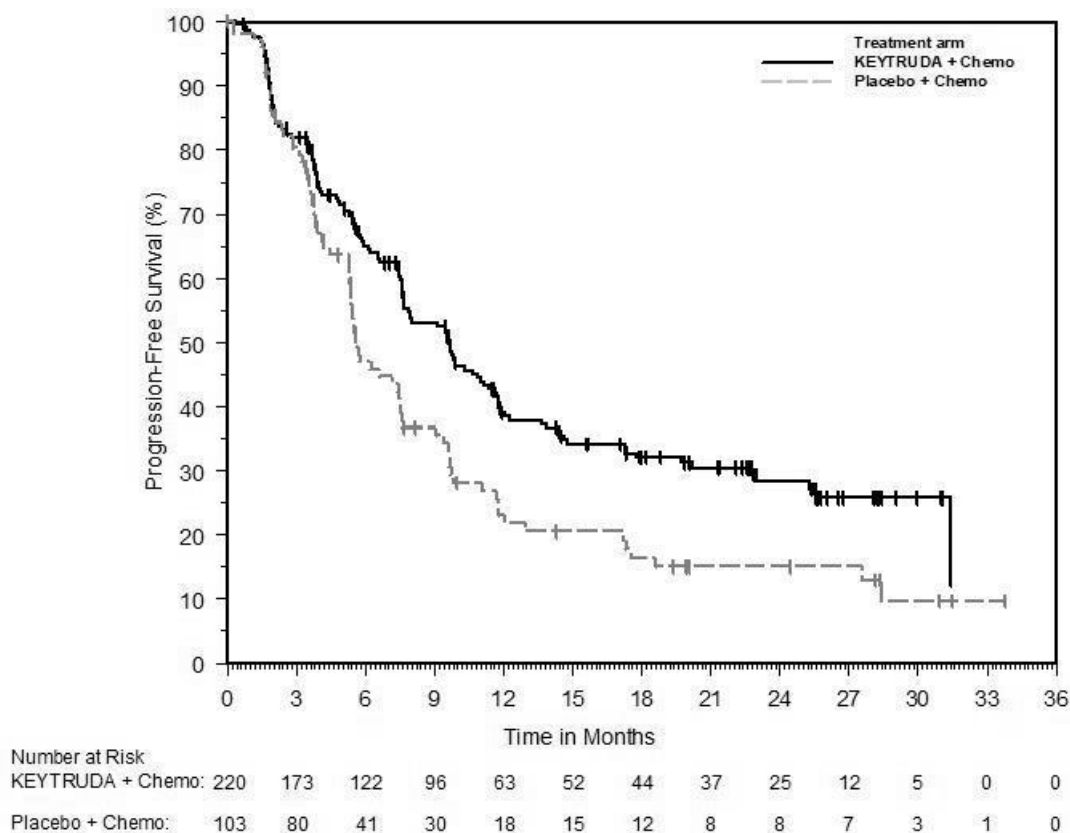 Treatment arm
KEYTRUDA + Chemo
Placebo + Chemo
Progression-Free Survival (%)
100
90
80
70
60
50
40
30
20
10
0
0 3 6 9 12 15 18 21 24 27 30 33 36
Time in Months
Number at Risk
KEYTRUDA + Chemo: 220 173 122 96 63 52 44 37 25 12 5 0 0
Placebo + Chemo: 103 80 41 30 18 15 12 8 8 7 3 1 0